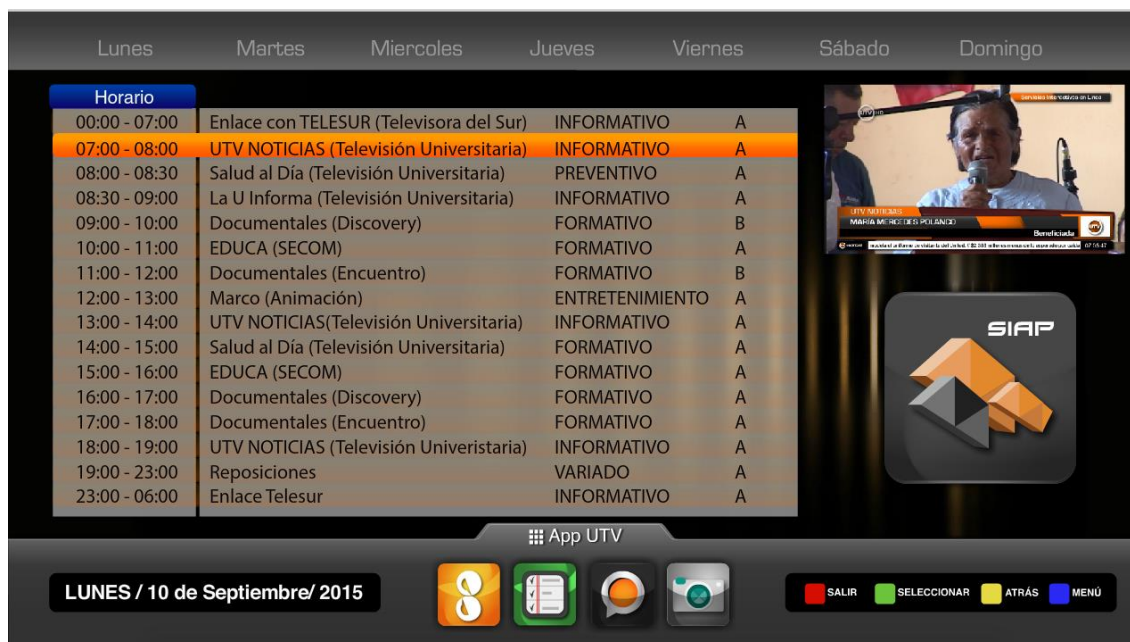 Lunes Martes Miercoles Jueves Viernes Sábado Domingo
Horario
00:00 - 07:00 Enlace con TELESUR (Televisora del Sur) INFORMATIVO A
07:00 - 08:00 UTV NOTICIAS (Televisión Universitaria) INFORMATIVO A
08:00 - 08:30 Salud al Día (Televisión Universitaria) PREVENTIVO A
08:30 - 09:00 La U Informa (Televisión Universitaria) INFORMATIVO A
09:00 - 10:00 Documentales (Discovery) FORMATIVO B
10:00 - 11:00 EDUCA (SECOM) FORMATIVO A
11:00 - 12:00 Documentales (Encuentro) FORMATIVO B
12:00 - 13:00 Marco (Animación) ENTRETENIMIENTO A
13:00 - 14:00 UTV NOTICIAS(Televisión Universitaria) INFORMATIVO A
14:00 - 15:00 Salud al Día (Televisión Universitaria) FORMATIVO A
15:00 - 16:00 EDUCA (SECOM) FORMATIVO A
16:00 - 17:00 Documentales (Discovery) FORMATIVO A
17:00 - 18:00 Documentales (Encuentro) FORMATIVO A
18:00 - 19:00 UTV NOTICIAS (Televisión Univeristaria) INFORMATIVO A
19:00 - 23:00 Reposiciones VARIADO A
23:00 - 06:00 Enlace Telesur INFORMATIVO A
UTV NOTICIAS
MARÍA MERCEDES POLANCO
Beneficiada
SIAP
App UTV
LUNES / 10 de Septiembre/ 2015
SALIR SELECCIONAR ATRÁS MENÚ